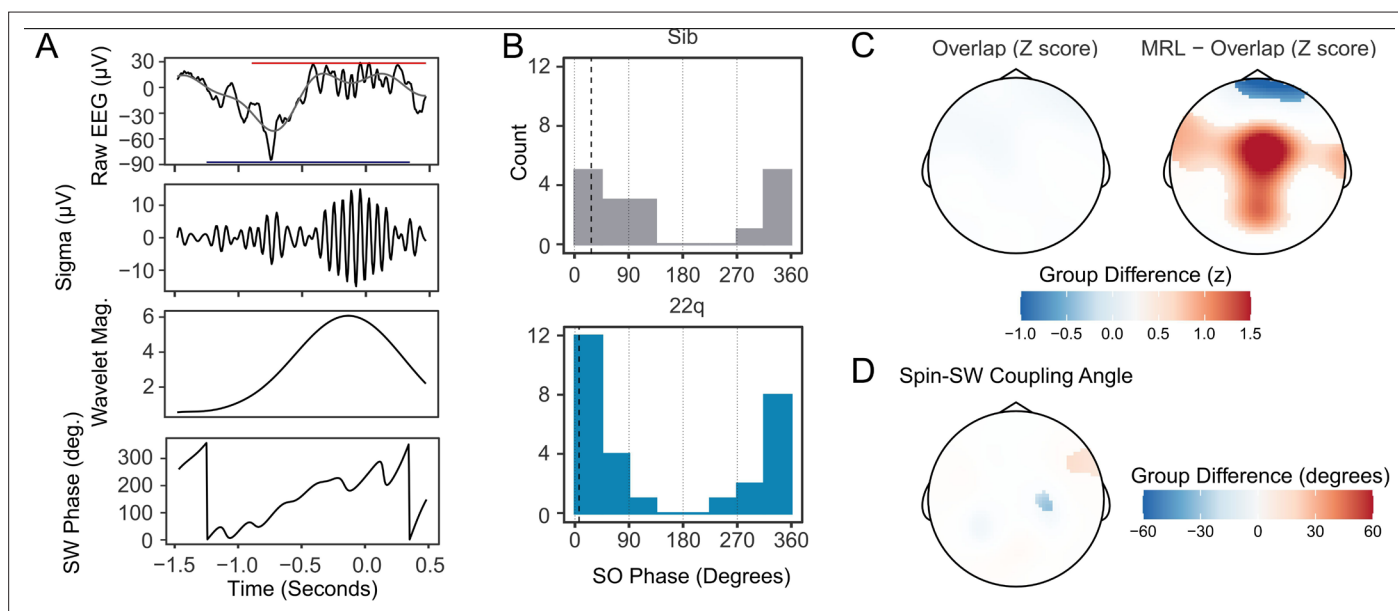 A
Raw EEG (µV)
30
0
−30
−60
−90
Sigma (µV)
10
0
−10
Wavelet Mag.
6
4
2
SW Phase (deg.)
300
200
100
0
−1.5 −1.0 −0.5 0.0 0.5
Time (Seconds)
B
Sib
Count
12
8
4
0
0 90 180 270 360
22q
12
8
4
0
0 90 180 270 360
SO Phase (Degrees)
C
Overlap (Z score) MRL − Overlap (Z score)
Group Difference (z)
−1.0 −0.5 0.0 0.5 1.0 1.5
D
Spin-SW Coupling Angle
Group Difference (degrees)
−60 −30 0 30 60